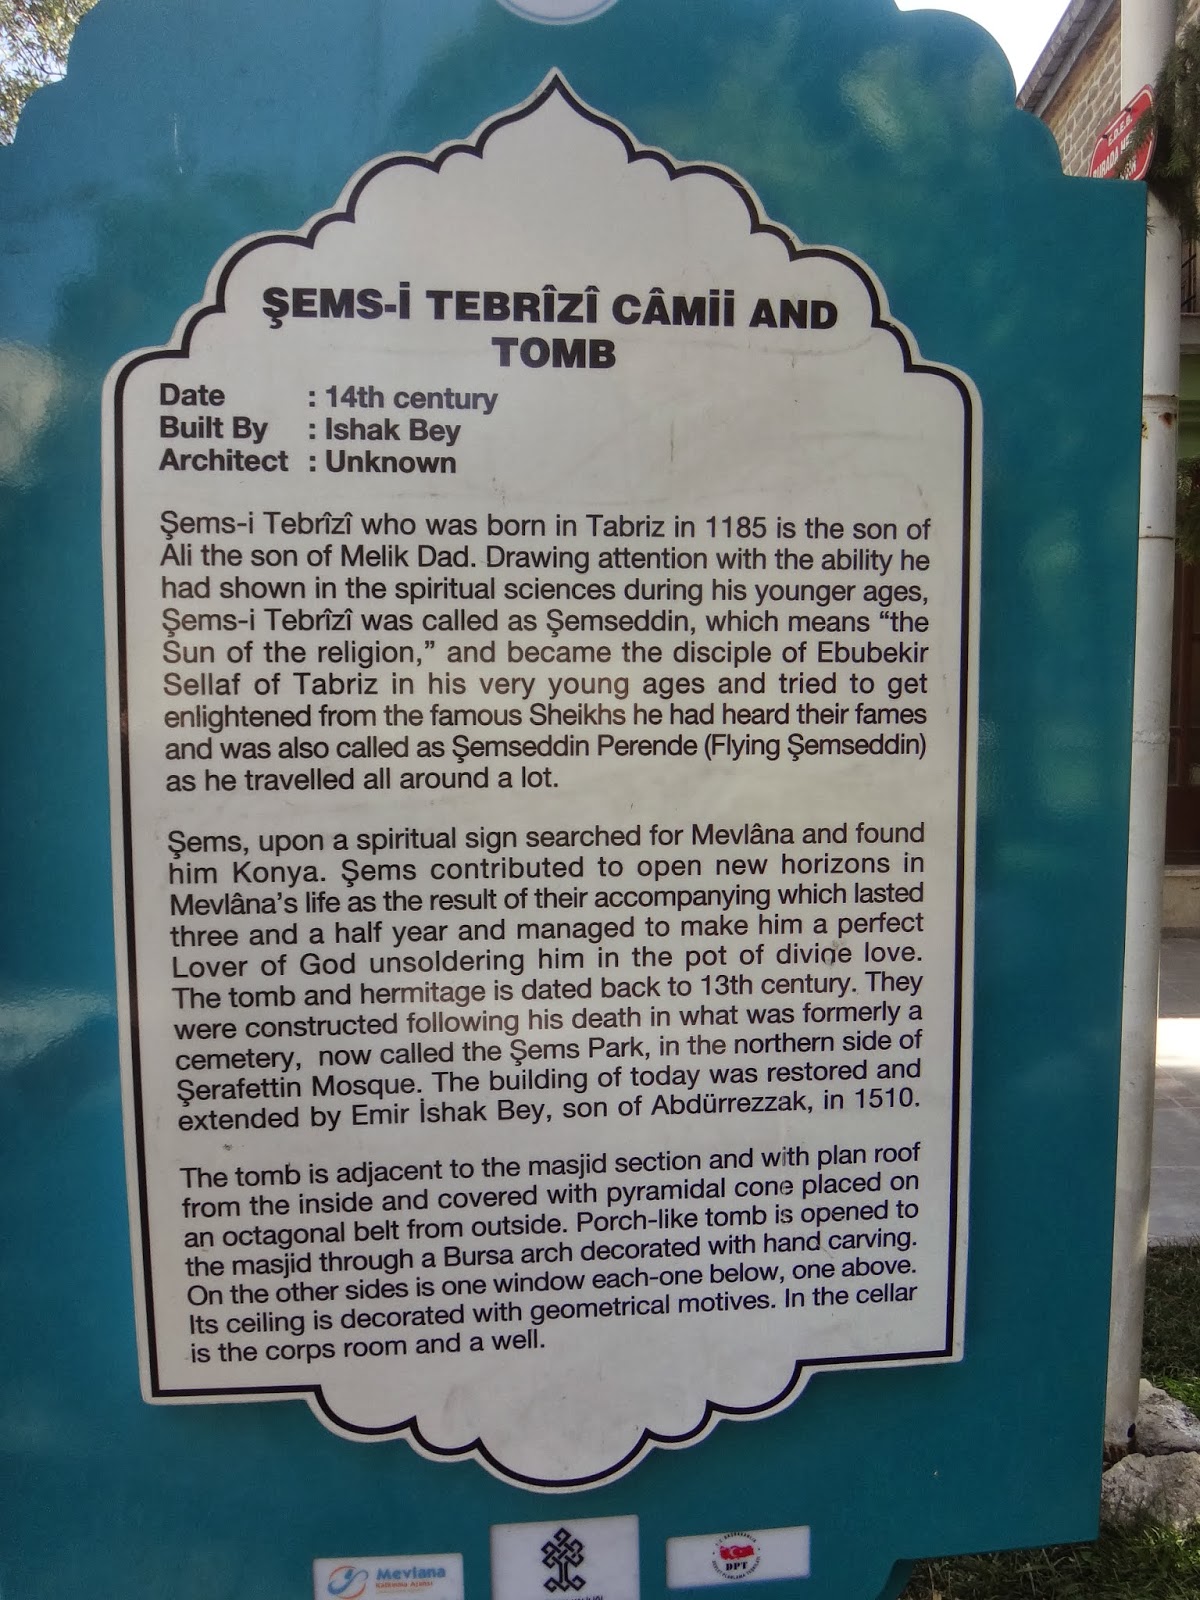 ŞEMS-İ TEBRÎZÎ CÂMİİ AND
TOMB
Date : 14th century
Built By : Ishak Bey
Architect : Unknown
Şems-i Tebrîzî who was born in Tabriz in 1185 is the son of
Ali the son of Melik Dad. Drawing attention with the ability he
had shown in the spiritual sciences during his younger ages,
Şems-i Tebrîzî was called as Şemseddin, which means “the
Sun of the religion,” and became the disciple of Ebubekir
Sellaf of Tabriz in his very young ages and tried to get
enlightened from the famous Sheikhs he had heard their fames
and was also called as Şemseddin Perende (Flying Şemseddin)
as he travelled all around a lot.
Şems, upon a spiritual sign searched for Mevlâna and found
him Konya. Şems contributed to open new horizons in
Mevlâna’s life as the result of their accompanying which lasted
three and a half year and managed to make him a perfect
Lover of God unsoldering him in the pot of divide love.
The tomb and hermitage is dated back to 13th century. They
were constructed following his death in what was formerly a
cemetery, now called the Şems Park, in the northern side of
Şerafettin Mosque. The building of today was restored and
extended by Emir İshak Bey, son of Abdürrezzak, in 1510.
The tomb is adjacent to the masjid section and with plan roof
from the inside and covered with pyramidal cone placed on
an octagonal belt from outside. Porch-like tomb is opened to
the masjid through a Bursa arch decorated with hand carving.
On the other sides is one window each-one below, one above.
Its ceiling is decorated with geometrical motives. In the cellar
is the corps room and a well.
Mevlana
DPT